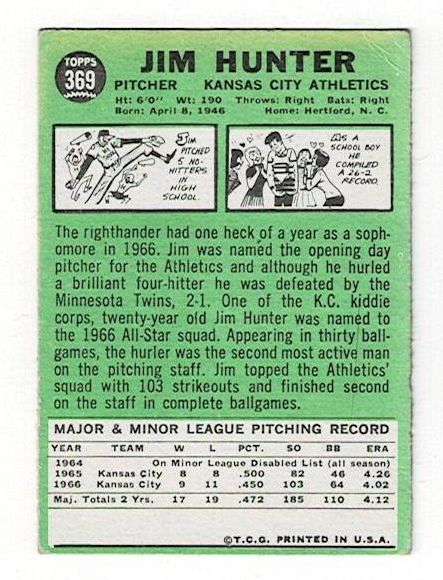 TOPPS
369
JIM HUNTER
PITCHER KANSAS CITY ATHLETICS
Ht: 6'0" Wt: 190 Throws: Right Bats: Right
Born: April 8, 1946 Home: Hertford, N. C.
JIM
PITCHED
5 NO-
HITTERS
IN
HIGH
SCHOOL.
AS A
SCHOOL BOY
HE
COMPILED
A 26-2
RECORD.
The righthander had one heck of a year as a soph-
omore in 1966. Jim was named the opening day
pitcher for the Athletics and although he hurled
a brilliant four-hitter he was defeated by the
Minnesota Twins, 2-1. One of the K.C. kiddie
corps, twenty-year old Jim Hunter was named to
the 1966 All-Star squad. Appearing in thirty ball-
games, the hurler was the second most active man
on the pitching staff. Jim topped the Athletics'
squad with 103 strikeouts and finished second
on the staff in complete ballgames.
MAJOR & MINOR LEAGUE PITCHING RECORD
YEAR TEAM W L PCT. SO BB ERA
1964 On Minor League Disabled List (all season)
1965 Kansas City 8 8 .500 82 46 4.26
1966 Kansas City 9 11 .450 103 64 4.02
Maj. Totals 2 Yrs. 17 19 .472 185 110 4.12
©T.C.G. PRINTED IN U.S.A.